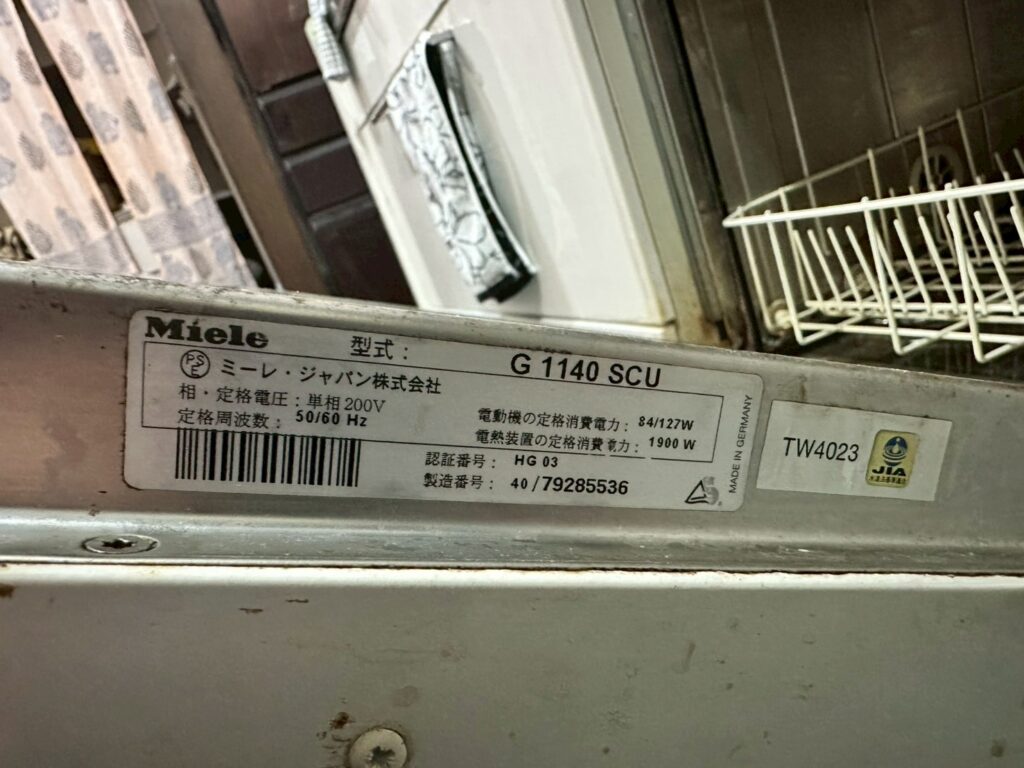 Miele 型式： G 1140 SCU
PS E ミーレ・ジャパン株式会社
相・定格電圧：単相200V
定格周波数： 50/60 Hz
電動機の定格消費電力： 84/127W
電熱装置の定格消費電力： 1900 W
認証番号： HG 03
製造番号： 40/79285536
MADE IN GERMANY
TW4023
JIA